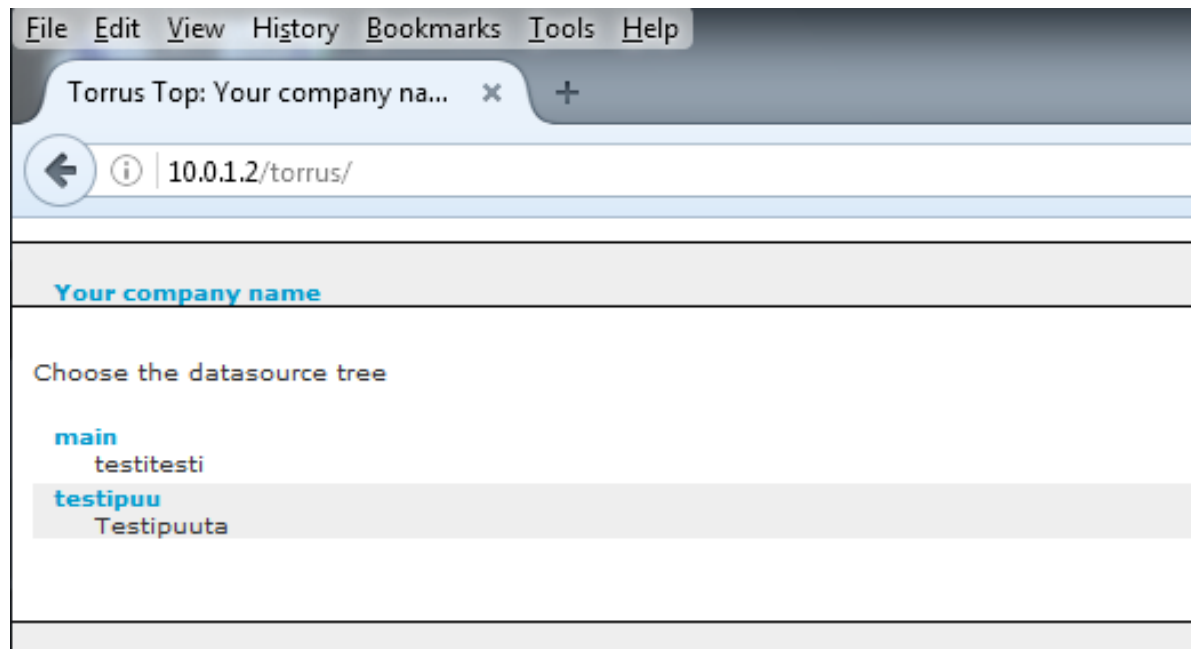 File Edit View History Bookmarks Tools Help
Torrus Top: Your company na...
10.0.1.2/torrus/
Your company name
Choose the datasource tree
main
testitesti
testipuu
Testipuuta